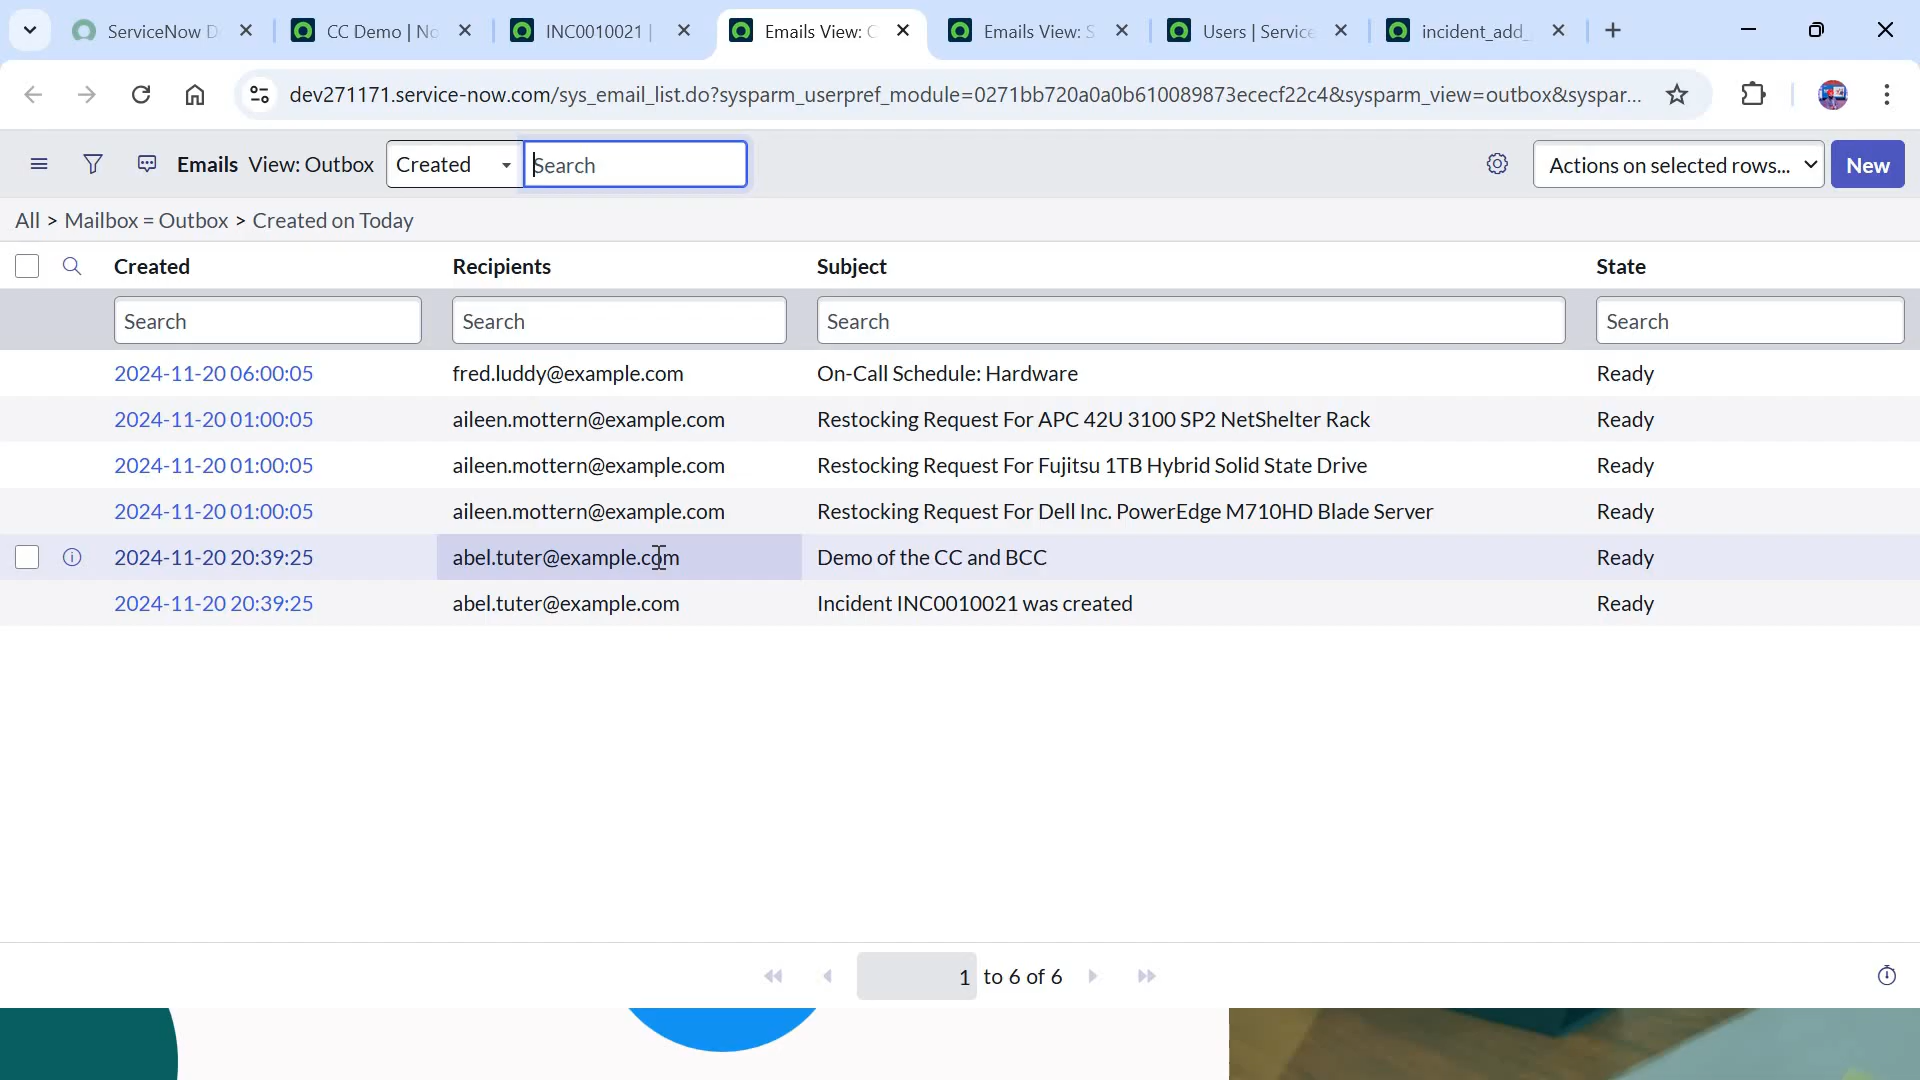 ServiceNow D
CC Demo | No
INC0010021 |
Emails View: O
Emails View: S
Users | Service
incident_add_
dev271171.service-now.com/sys_email_list.do?sysparm_userpref_module=0271bb720a0a0b610089873ececf22c4&sysparm_view=outbox&syspar...
Emails View: Outbox Created Search Actions on selected rows... New
All > Mailbox = Outbox > Created on Today
Created Recipients Subject State
Search Search Search Search
2024-11-20 06:00:05 fred.luddy@example.com On-Call Schedule: Hardware Ready
2024-11-20 01:00:05 aileen.mottern@example.com Restocking Request For APC 42U 3100 SP2 NetShelter Rack Ready
2024-11-20 01:00:05 aileen.mottern@example.com Restocking Request For Fujitsu 1TB Hybrid Solid State Drive Ready
2024-11-20 01:00:05 aileen.mottern@example.com Restocking Request For Dell Inc. PowerEdge M710HD Blade Server Ready
2024-11-20 20:39:25 abel.tuter@example.com Demo of the CC and BCC Ready
2024-11-20 20:39:25 abel.tuter@example.com Incident INC0010021 was created Ready
1 to 6 of 6